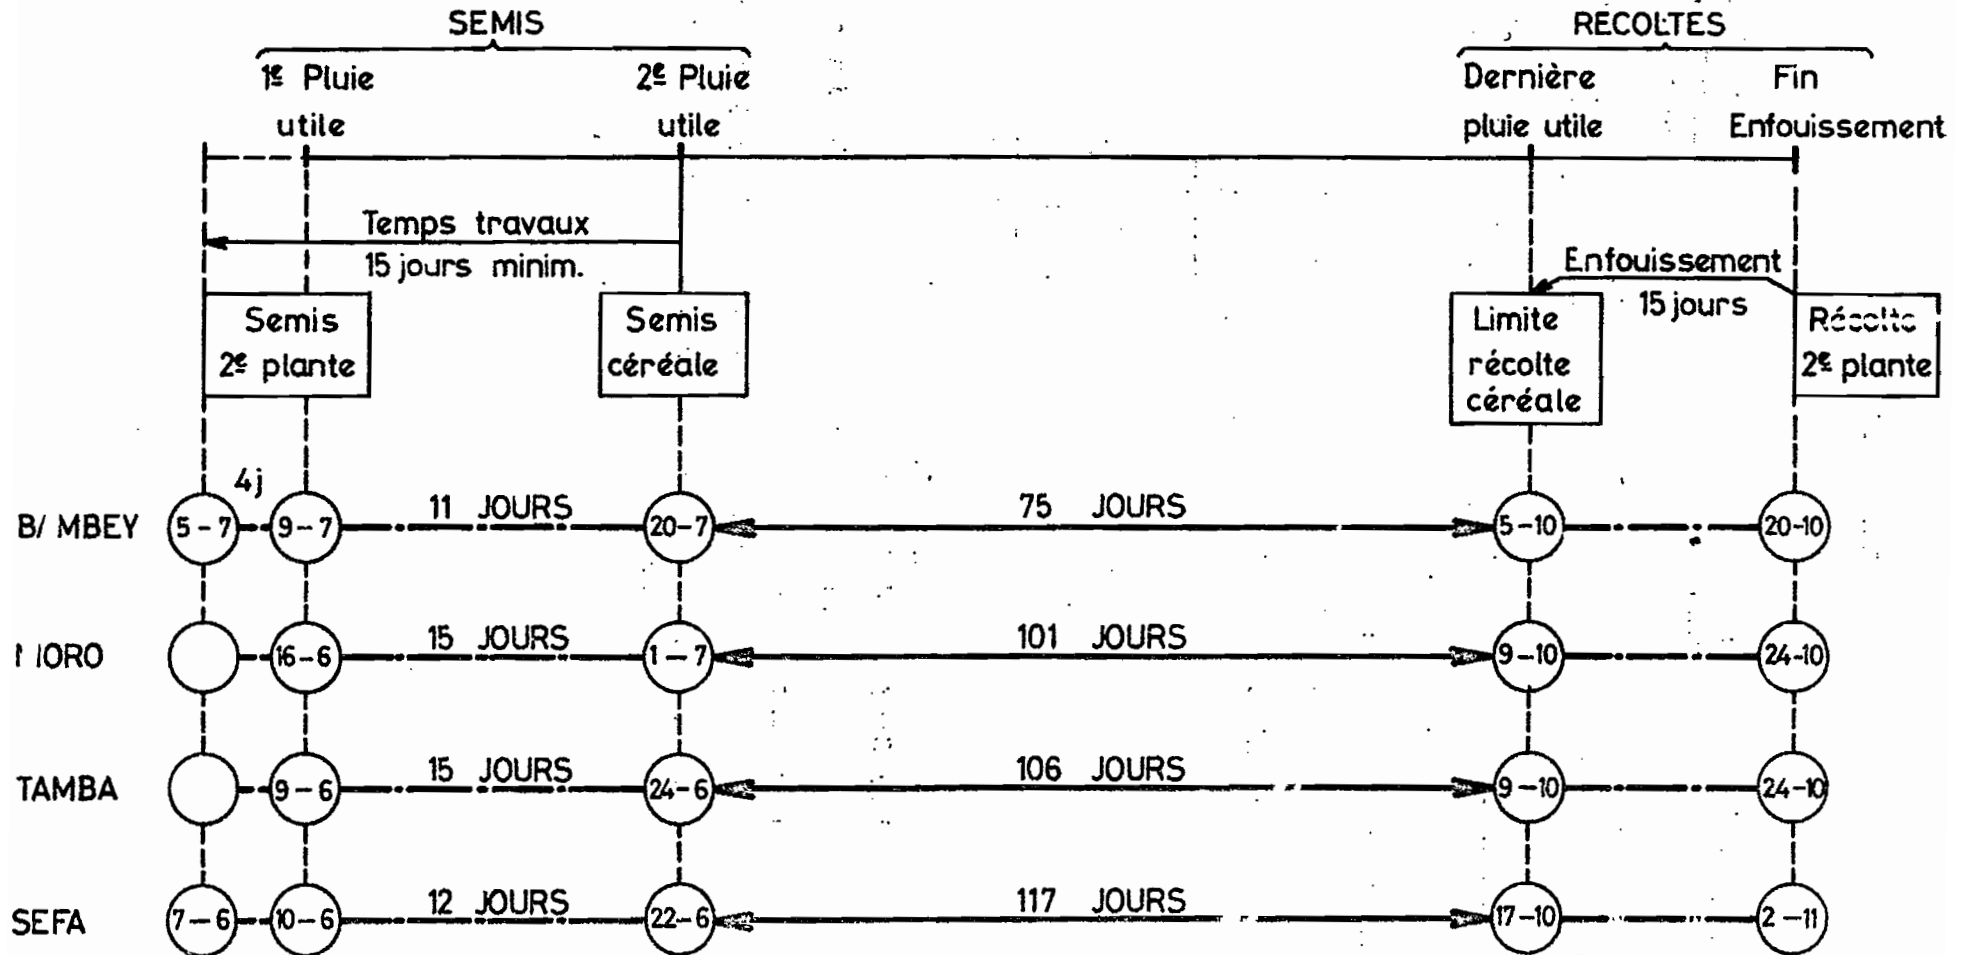 SEMIS
RECOLTES
1e Pluie utile
2e Pluie utile
Dernière pluie utile
Fin Enfouissement
Temps travaux
15 jours minim.
Enfouissement
15 jours
Semis
2e plante
Semis
céréale
Limite
récolte
céréale
Récolte
2e plante
4j
B/ MBEY 5-7 9-7 11 JOURS 20-7 75 JOURS 5-10 20-10
IORO 16-6 15 JOURS 1-7 101 JOURS 9-10 24-10
TAMBA 9-6 15 JOURS 24-6 106 JOURS 9-10 24-10
SEFA 7-6 10-6 12 JOURS 22-6 117 JOURS 17-10 2-11